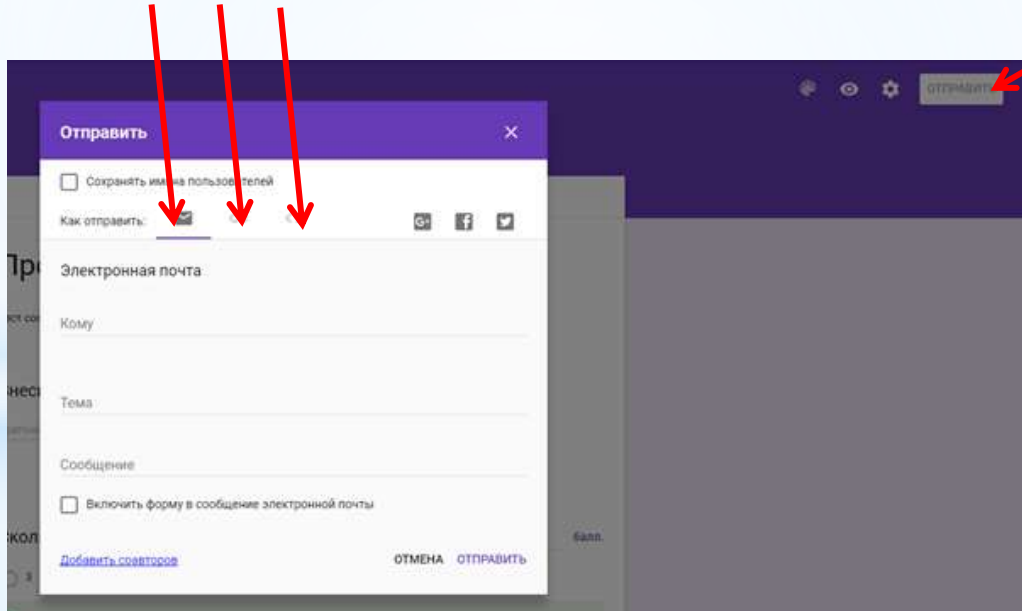 ОТПРАВИТЬ
Отправить
Сохранять имена пользователей
Как отправить:
G+
Электронная почта
Кому
Тема
Сообщение
Включить форму в сообщение электронной почты
балл.
Добавить соавторов
ОТМЕНА ОТПРАВИТЬ
3